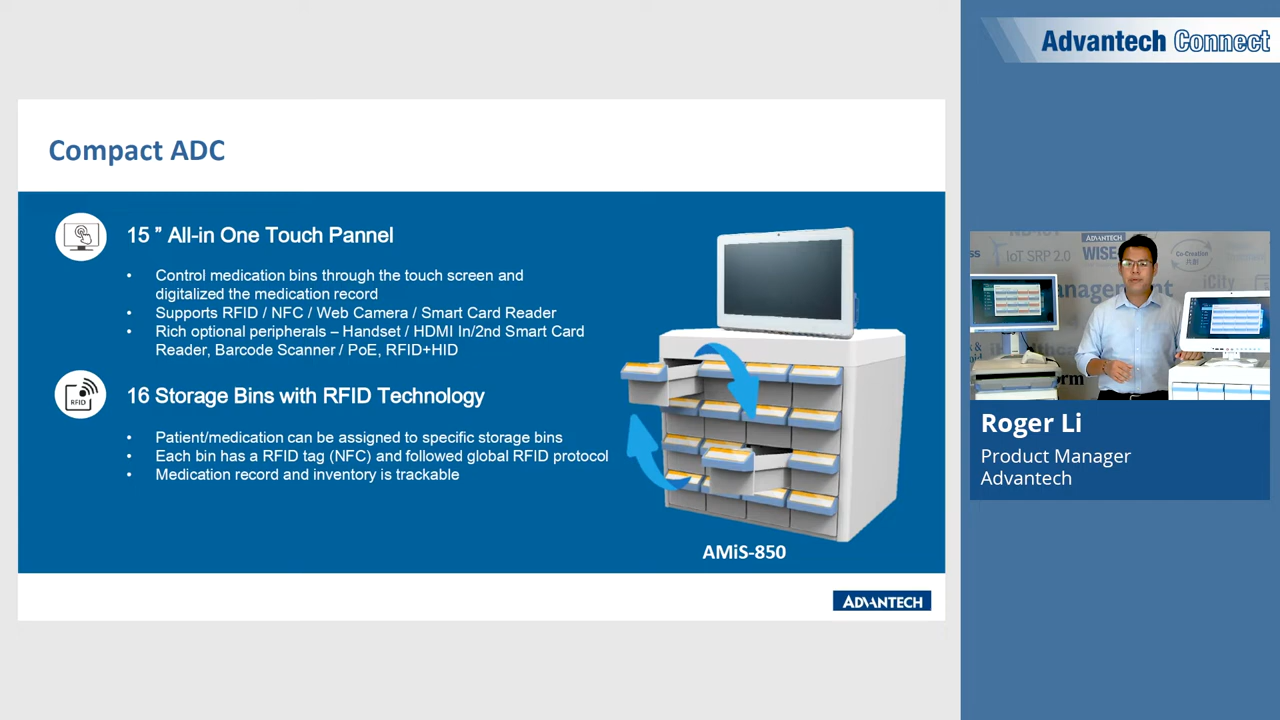 Advantech Connect
Compact ADC
15 ” All-in One Touch Pannel
• Control medication bins through the touch screen and
digitalized the medication record
• Supports RFID / NFC / Web Camera / Smart Card Reader
• Rich optional peripherals – Handset / HDMI In/2nd Smart Card
Reader, Barcode Scanner / PoE, RFID+HID
RFID
16 Storage Bins with RFID Technology
• Patient/medication can be assigned to specific storage bins
• Each bin has a RFID tag (NFC) and followed global RFID protocol
• Medication record and inventory is trackable
AMiS-850
ADVANTECH
ADVANTECH
IoT SRP 2.0
WISE
Co-Creation
iCity
Roger Li
Product Manager
Advantech